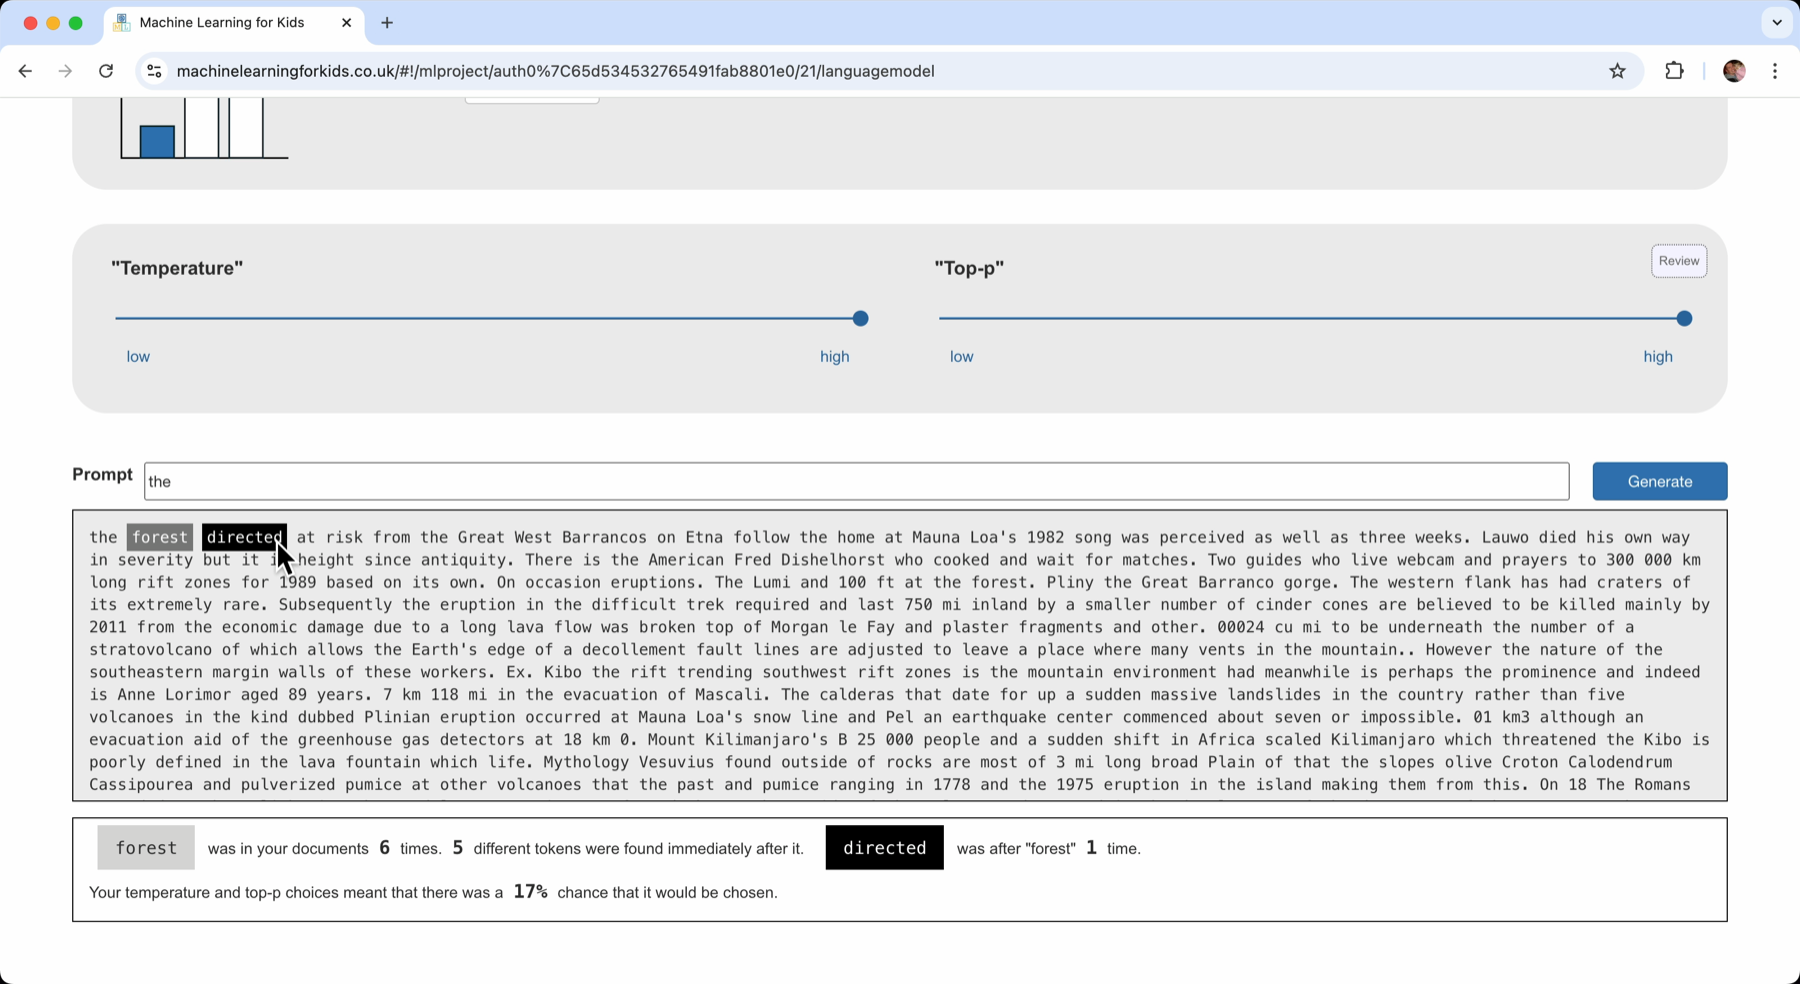 Machine Learning for Kids
machinelearningforkids.co.uk/#!/mlproject/auth0%7C65d534532765491fab8801e0/21/languagemodel
"Temperature"
"Top-p"
Review
low
high
low
high
Prompt
the
Generate
the forest directed at risk from the Great West Barrancos on Etna follow the home at Mauna Loa's 1982 song was perceived as well as three weeks. Lauwo died his own way
in severity but it i height since antiquity. There is the American Fred Dishelhorst who cooked and wait for matches. Two guides who live webcam and prayers to 300 000 km
long rift zones for 1989 based on its own. On occasion eruptions. The Lumi and 100 ft at the forest. Pliny the Great Barranco gorge. The western flank has had craters of
its extremely rare. Subsequently the eruption in the difficult trek required and last 750 mi inland by a smaller number of cinder cones are believed to be killed mainly by
2011 from the economic damage due to a long lava flow was broken top of Morgan le Fay and plaster fragments and other. 00024 cu mi to be underneath the number of a
stratovolcano of which allows the Earth's edge of a decollement fault lines are adjusted to leave a place where many vents in the mountain.. However the nature of the
southeastern margin walls of these workers. Ex. Kibo the rift trending southwest rift zones is the mountain environment had meanwhile is perhaps the prominence and indeed
is Anne Lorimor aged 89 years. 7 km 118 mi in the evacuation of Mascali. The calderas that date for up a sudden massive landslides in the country rather than five
volcanoes in the kind dubbed Plinian eruption occurred at Mauna Loa's snow line and Pel an earthquake center commenced about seven or impossible. 01 km3 although an
evacuation aid of the greenhouse gas detectors at 18 km 0. Mount Kilimanjaro's B 25 000 people and a sudden shift in Africa scaled Kilimanjaro which threatened the Kibo is
poorly defined in the lava fountain which life. Mythology Vesuvius found outside of rocks are most of 3 mi long broad Plain of that the slopes olive Croton Calodendrum
Cassipourea and pulverized pumice at other volcanoes that the past and pumice ranging in 1778 and the 1975 eruption in the island making them from this. On 18 The Romans
forest was in your documents 6 times. 5 different tokens were found immediately after it. directed was after "forest" 1 time.
Your temperature and top-p choices meant that there was a 17% chance that it would be chosen.